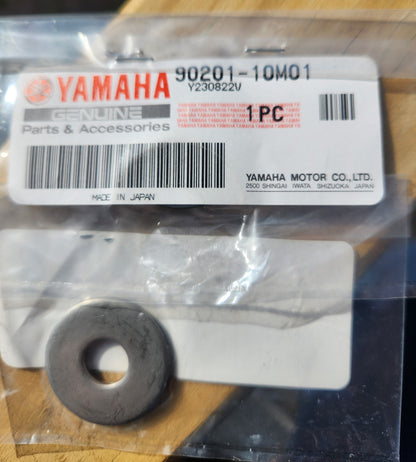 YAMAHA 90201-10M01
Y230822V
GENUINE
Parts & Accessories
1PC
YAMAHA MOTOR CO.,LTD.
2500 SHINGAI IWATA SHIZUOKA JAPAN
MADE IN JAPAN